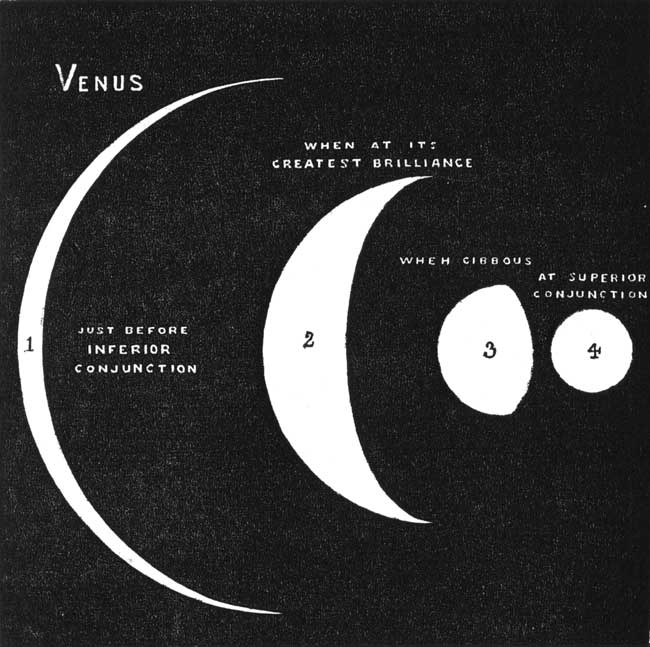 VENUS
WHEN AT ITS
GREATEST BRILLIANCE
WHEN GIBBOUS
AT SUPERIOR
CONJUNCTION
1
JUST BEFORE
INFERIOR
CONJUNCTION
2
3
4